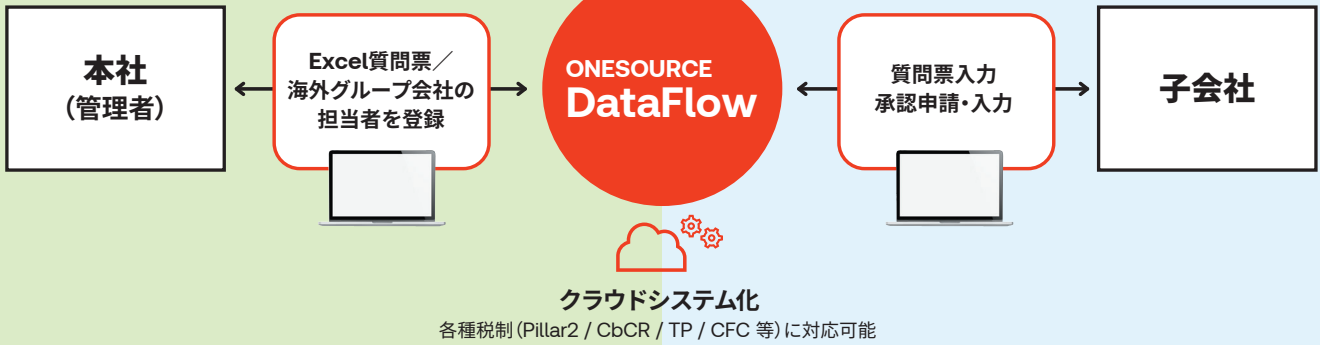 本社
（管理者）
Excel質問票／
海外グループ会社の
担当者を登録
ONESOURCE
DataFlow
質問票入力
承認申請・入力
子会社
クラウドシステム化
各種税制（Pillar2 / CbCR / TP / CFC 等）に対応可能